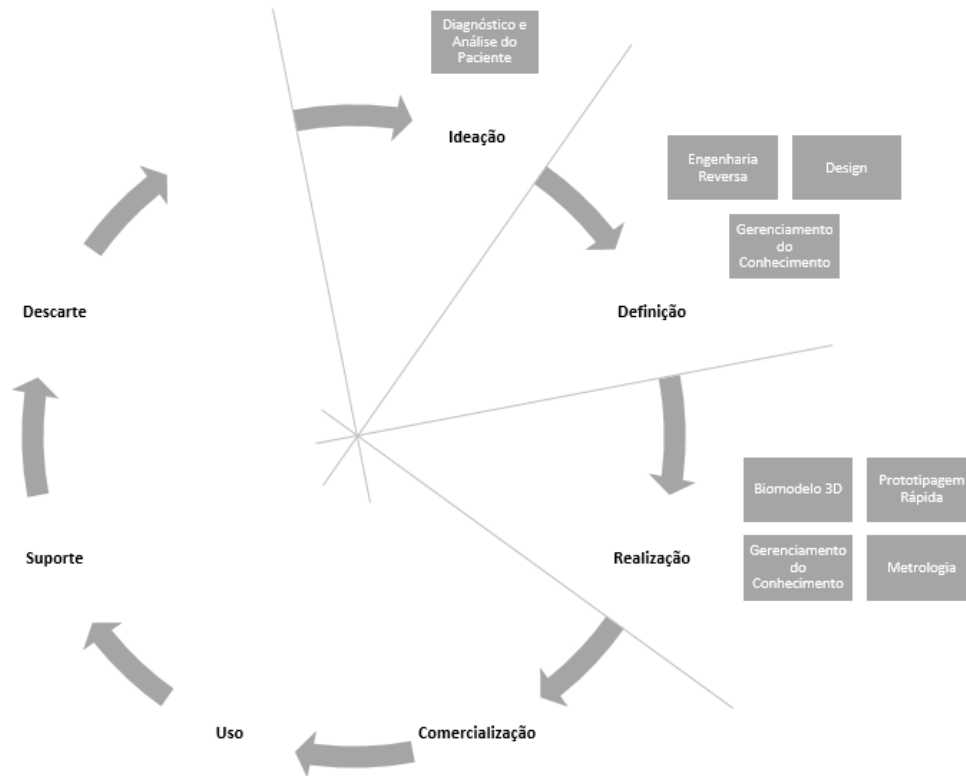 Diagnóstico e
Análise do
Paciente
Ideação
Engenharia
Reversa
Design
Gerenciamento
do
Conhecimento
Definição
Descarte
Biomodelo 3D
Prototipagem
Rápida
Gerenciamento
do
Conhecimento
Metrologia
Realização
Suporte
Comercialização
Uso